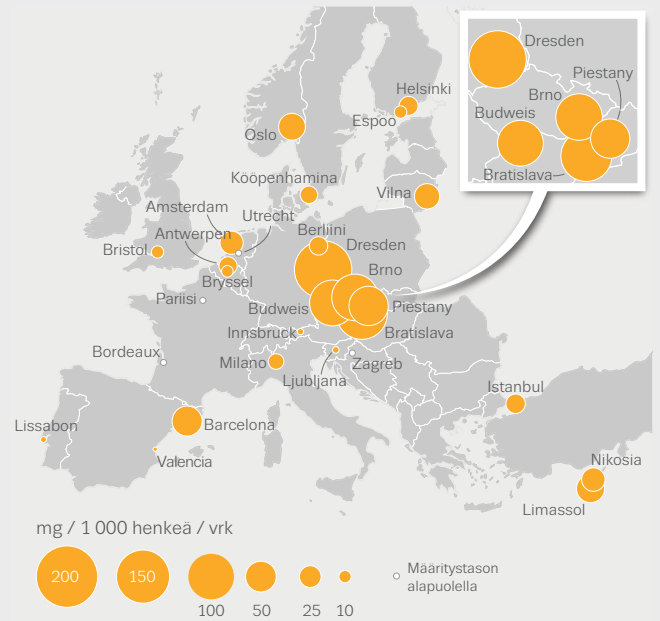 Dresden
Piestany
Brno
Budweis
Bratislava
Helsinki
Espoo
Oslo
Kööpenhamina
Vilna
Amsterdam
Utrecht
Antwerpen
Berliini
Dresden
Bristol
Brno
Bryssel
Pariisi
Budweis
Piestany
Innsbruck
Bratislava
Bordeaux
Milano
Zagreb
Ljubljana
Istanbul
Lissabon
Barcelona
Valencia
Nikosia
Limassol
mg / 1 000 henkeä / vrk
200
150
100
50
25
10
Määritystason
alapuolella